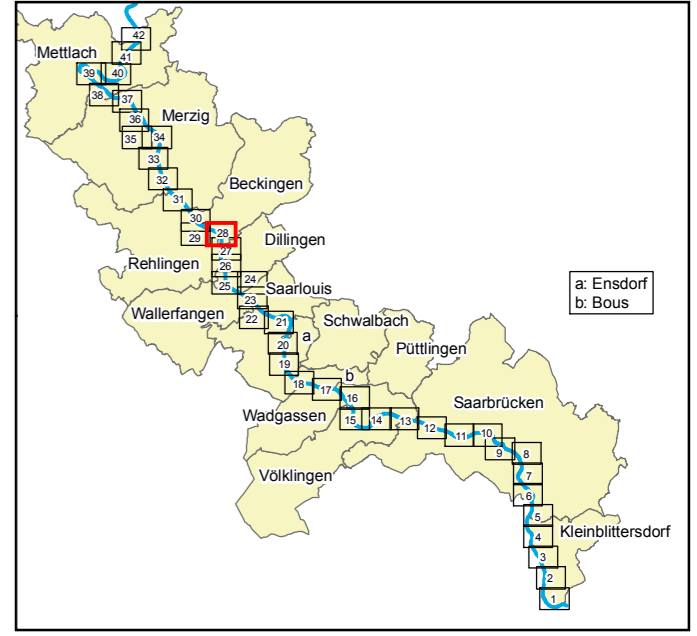 42
Mettlach
41
39
40
38
37
36
Merzig
35
34
33
32
Beckingen
31
30
28
29
Dillingen
27
Rehlingen
26
25
24
Saarlouis
23
a: Ensdorf
b: Bous
Wallerfangen
22
21
Schwalbach
a
20
Püttlingen
19
b
18
17
16
Saarbrücken
Wadgassen
15
14
13
12
11
10
9
8
Völklingen
7
6
5
Kleinblittersdorf
4
3
2
1